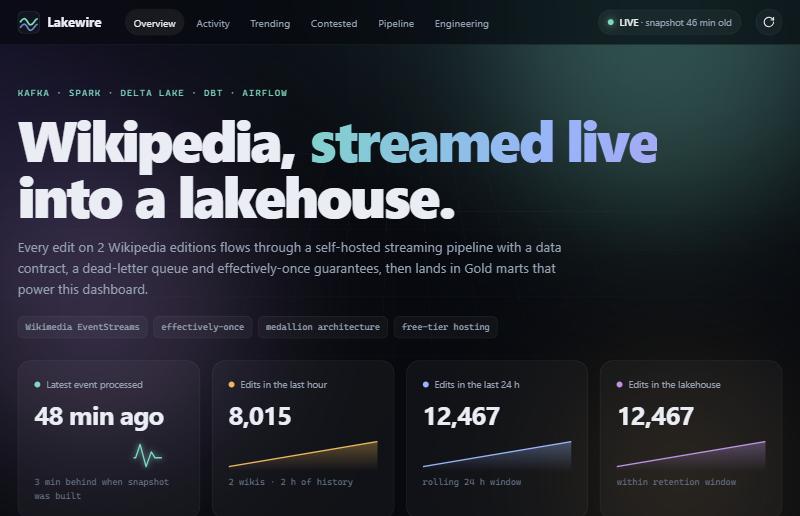 Lakewire
Overview
Activity
Trending
Contested
Pipeline
Engineering
LIVE · snapshot 46 min old
KAFKA · SPARK · DELTA LAKE · DBT · AIRFLOW
Wikipedia, streamed live
into a lakehouse.
Every edit on 2 Wikipedia editions flows through a self-hosted streaming pipeline with a data
contract, a dead-letter queue and effectively-once guarantees, then lands in Gold marts that
power this dashboard.
Wikimedia EventStreams
effectively-once
medallion architecture
free-tier hosting
Latest event processed
48 min ago
3 min behind when snapshot
was built
Edits in the last hour
8,015
2 wikis · 2 h of history
Edits in the last 24 h
12,467
rolling 24 h window
Edits in the lakehouse
12,467
within retention window